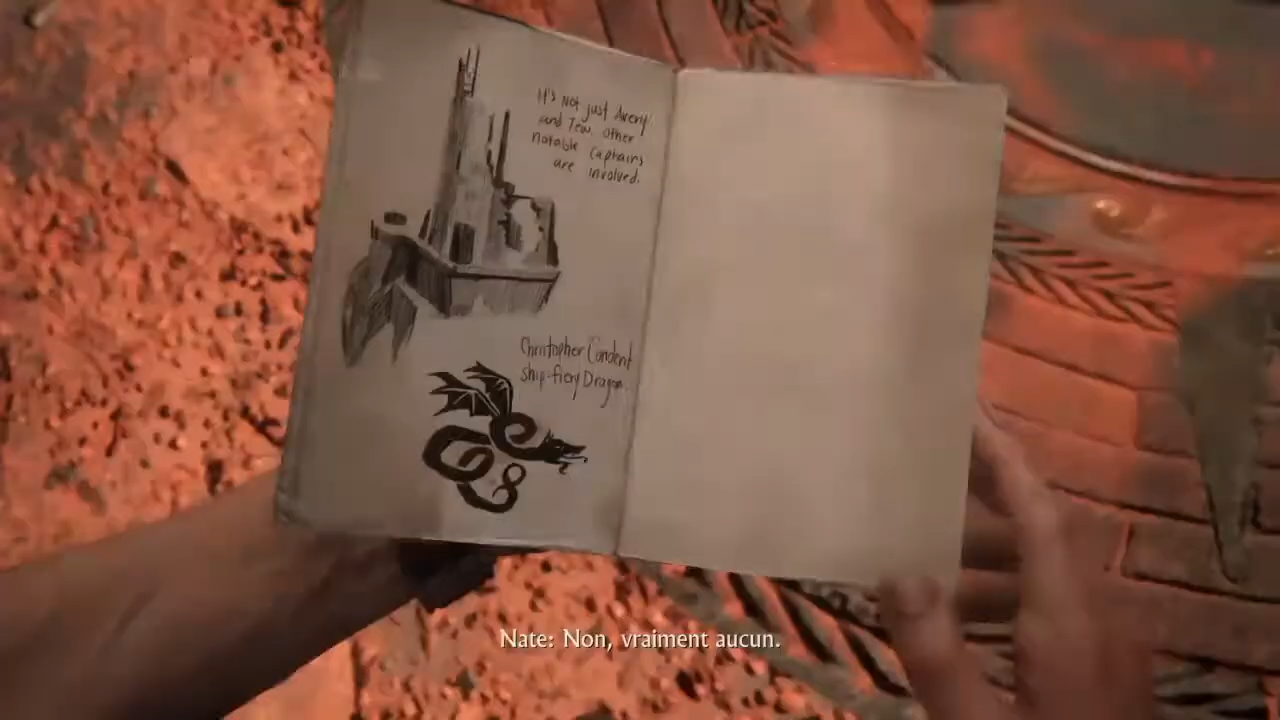 It's Not just Avery
and Tew. Other
notable Captains
are involved.
Christopher Condent
ship-fiery Dragon.
Nate: Non, vraiment aucun.